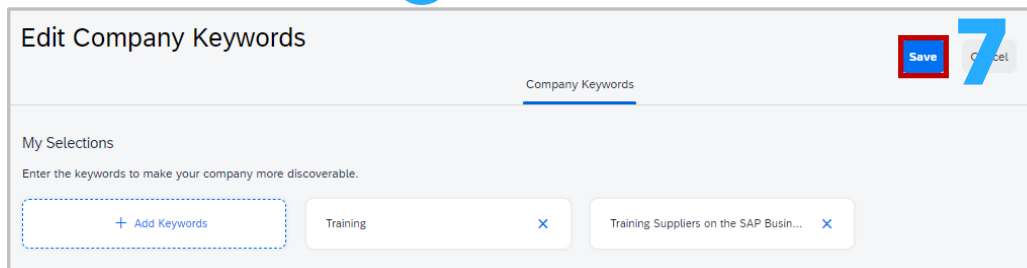 Edit Company Keywords
Save
7
Cancel
Company Keywords
My Selections
Enter the keywords to make your company more discoverable.
+ Add Keywords
Training ×
Training Suppliers on the SAP Busin... ×